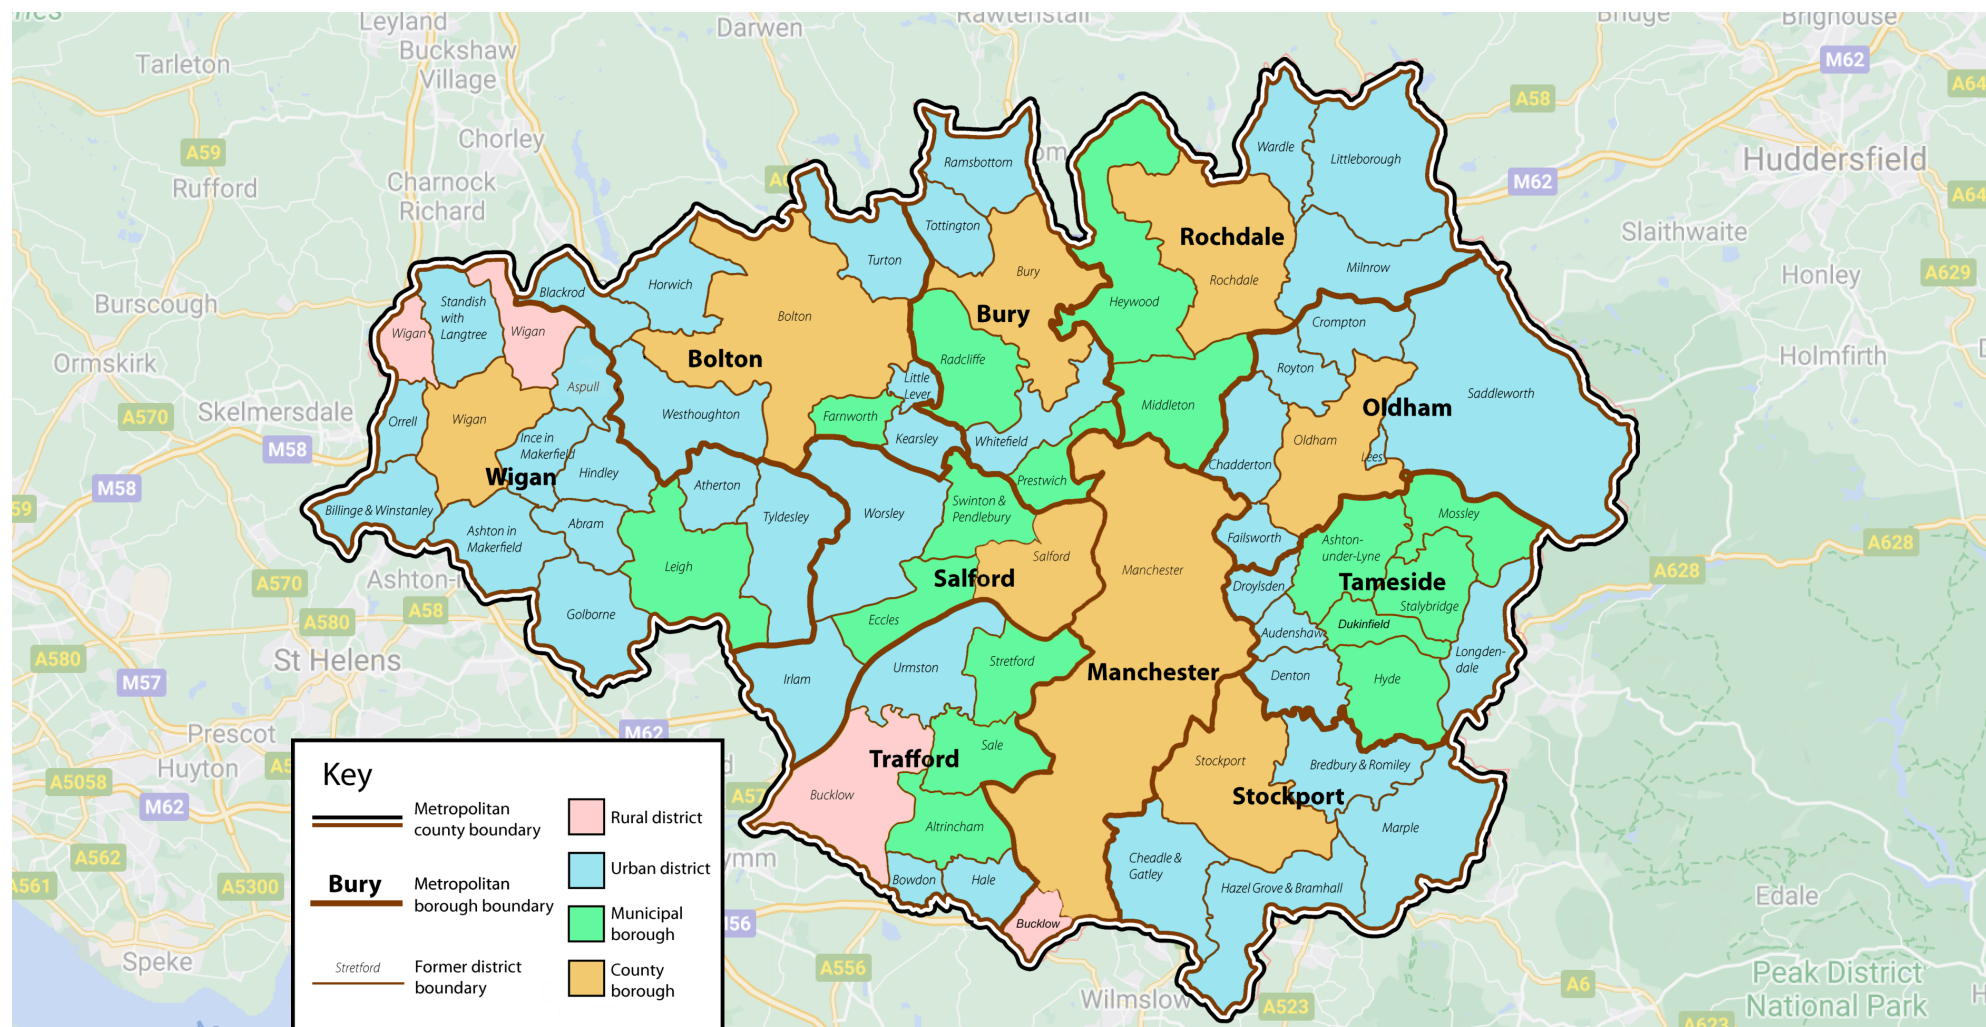 Leyland
Darwen
Rawtenstall
Bridge
Brighouse
Buckshaw
Village
Tarleton
M62
A58
A59
Chorley
Huddersfield
Rufford
Charnock
Richard
M62
Slaithwaite
Burscough
Honley
A629
Ormskirk
Holmfirth
A570
Skelmersdale
M58
M58
A628
A628
A570
A58
A580
St Helens
A580
M57
Prescot
M62
Huyton
A5058
M62
A562
A5300
Speke
A556
Wilmslow
A523
A6
Edale
Peak District
National Park
A623
Ramsbottom
Tottington
Turton
Bury
Bury
Radcliffe
Whitefield
Prestwich
Wardle
Littleborough
Rochdale
Rochdale
Milnrow
Heywood
Middleton
Blackrod
Horwich
Bolton
Bolton
Little
Lever
Farnworth
Kearsley
Westhoughton
Standish
with
Langtree
Wigan
Wigan
Aspull
Orrell
Wigan
Ince in
Makerfield
Wigan
Hindley
Billinge & Winstanley
Ashton in
Makerfield
Abram
Golborne
Leigh
Atherton
Tyldesley
Worsley
Swinton &
Pendlebury
Salford
Salford
Eccles
Irlam
Crompton
Royton
Saddleworth
Oldham
Oldham
Lees
Chadderton
Failsworth
Mossley
Ashton-
under-Lyne
Tameside
Stalybridge
Droylsden
Dukinfield
Audenshaw
Longden-
dale
Denton
Hyde
Manchester
Manchester
Urmston
Stretford
Trafford
Sale
Bucklow
Altrincham
Bowdon
Hale
Bucklow
Stockport
Bredbury & Romiley
Stockport
Marple
Cheadle &
Gatley
Hazel Grove & Bramhall
Key
Metropolitan
county boundary
Bury
Metropolitan
borough boundary
Stretford
Former district
boundary
Rural district
Urban district
Municipal
borough
County
borough